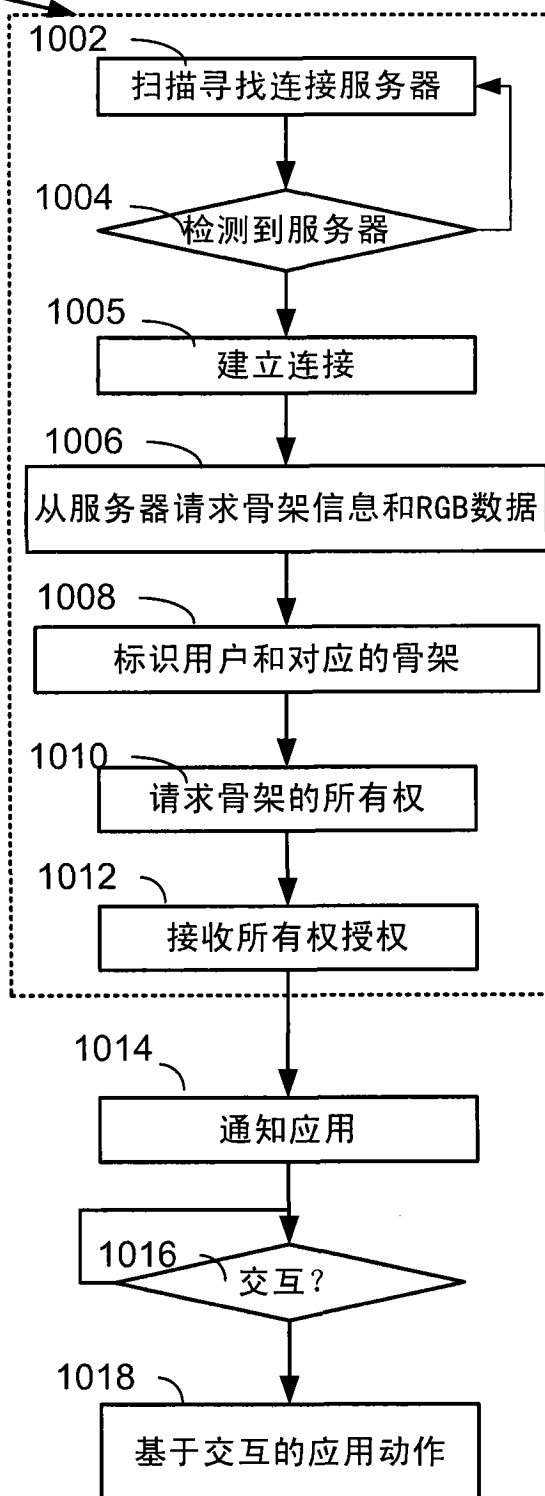 1002
扫描寻找连接服务器
1004
检测到服务器
1005
建立连接
1006
从服务器请求骨架信息和RGB数据
1008
标识用户和对应的骨架
1010
请求骨架的所有权
1012
接收所有权授权
1014
通知应用
1016
交互？
1018
基于交互的应用动作